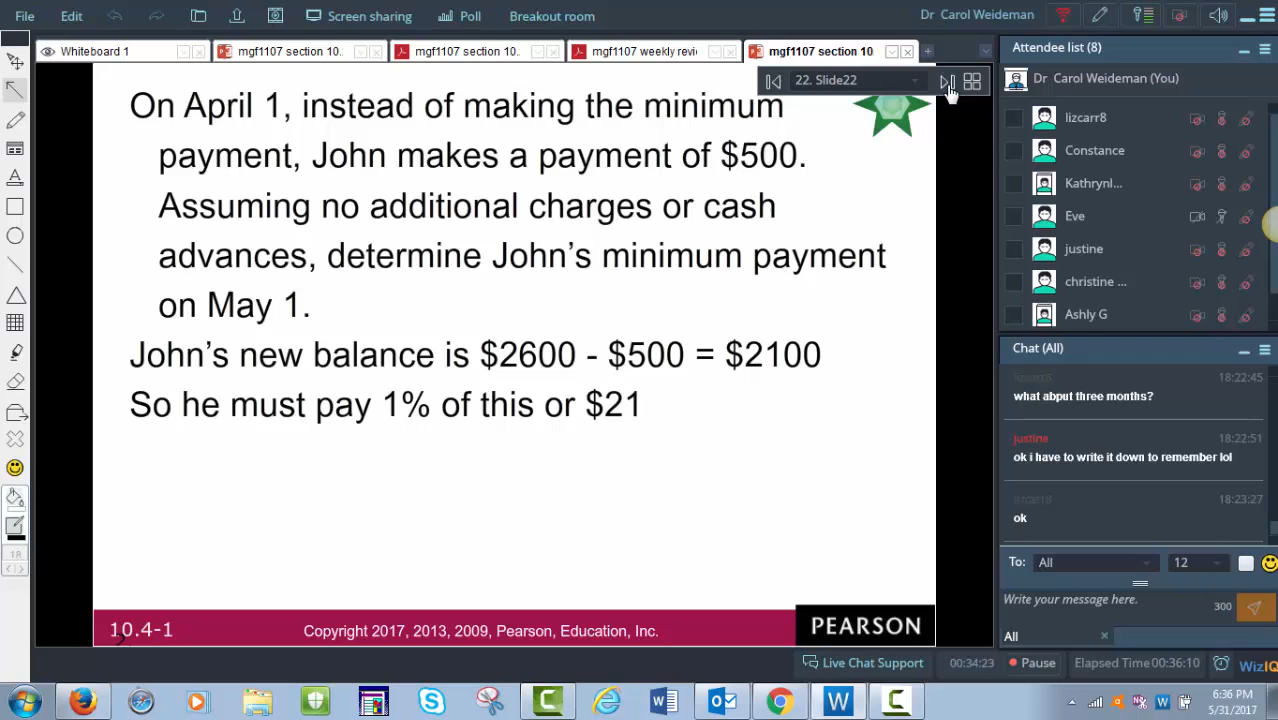 File Edit Screen sharing Poll Breakout room Dr Carol Weideman
Whiteboard 1 mgf1107 section 10.. mgf1107 section 10.. mgf1107 weekly revi mgf1107 section 10
22. Slide22
On April 1, instead of making the minimum
payment, John makes a payment of $500.
Assuming no additional charges or cash
advances, determine John's minimum payment
on May 1.
John's new balance is $2600 - $500 = $2100
So he must pay 1% of this or $21
10.4-1 Copyright 2017, 2013, 2009, Pearson, Education, Inc. PEARSON
Attendee list (8)
Dr Carol Weideman (You)
lizcarr8
Constance
Kathrynl...
Eve
justine
christine ...
Ashly G
Chat (All)
18:22:45
what abput three months?
justine 18:22:51
ok i have to write it down to remember lol
18:23:27
ok
To: All 12
Write your message here. 300
All
18
Live Chat Support 00:34:23 Pause Elapsed Time 00:36:10 WizIQ
6:36 PM
5/31/2017